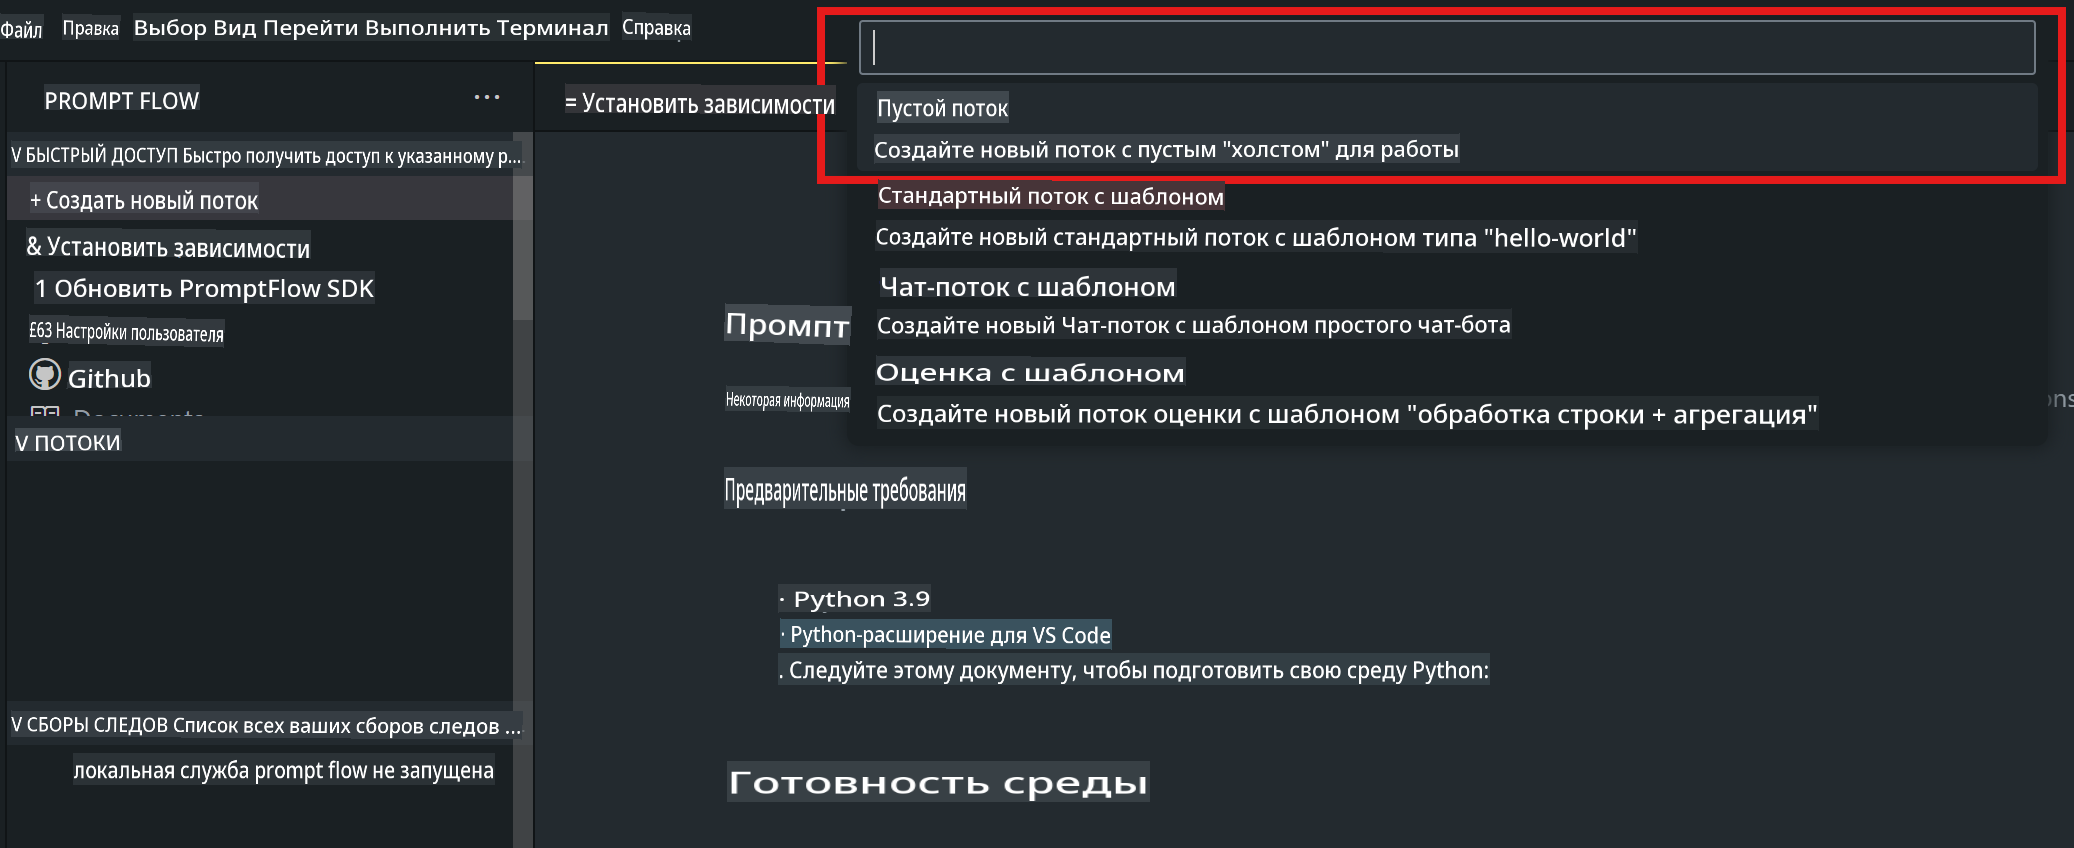 Файл Правка Выбор Вид Перейти Выполнить Терминал Справка
PROMPT FLOW ...
V БЫСТРЫЙ ДОСТУП Быстро получить доступ к указанному р...
+ Создать новый поток
& Установить зависимости
1 Обновить PromptFlow SDK
£63 Настройки пользователя
Github
Documents
V ПОТОКИ
V СБОРЫ СЛЕДОВ Список всех ваших сборов следов ...
локальная служба prompt flow не запущена
= Установить зависимости
Пустой поток
Создайте новый поток с пустым "холстом" для работы
Стандартный поток с шаблоном
Создайте новый стандартный поток с шаблоном типа "hello-world"
Чат-поток с шаблоном
Создайте новый Чат-поток с шаблоном простого чат-бота
Оценка с шаблоном
Создайте новый поток оценки с шаблоном "обработка строки + агрегация"
Промпт
Некоторая информация
Предварительные требования
· Python 3.9
· Python-расширение для VS Code
. Следуйте этому документу, чтобы подготовить свою среду Python:
Готовность среды